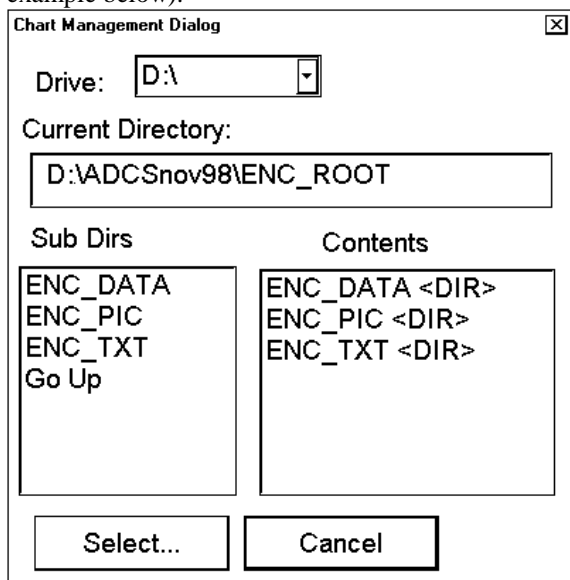 example below).
Chart Management Dialog
Drive: D:\
Current Directory:
D:\ADCSnov98\ENC_ROOT
Sub Dirs
ENC_DATA
ENC_PIC
ENC_TXT
Go Up
Contents
ENC_DATA <DIR>
ENC_PIC <DIR>
ENC_TXT <DIR>
Select...
Cancel